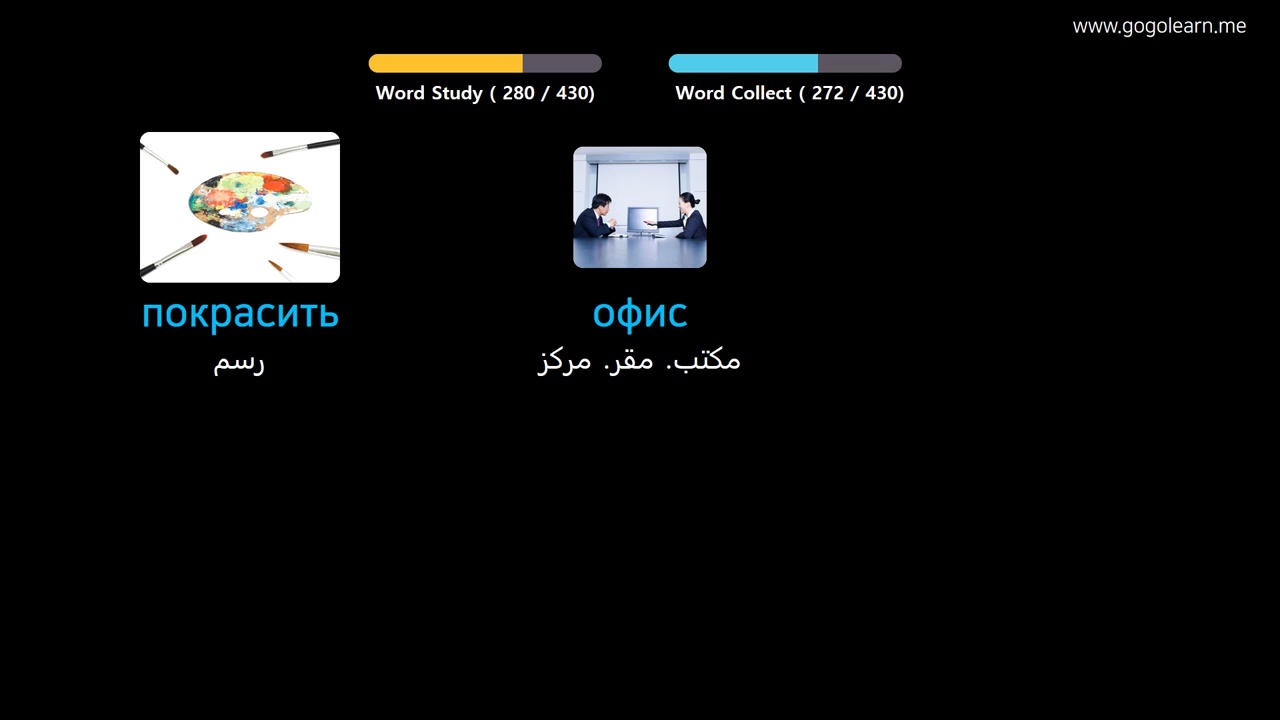 www.gogolearn.me
Word Study ( 280 / 430)
Word Collect ( 272 / 430)
покрасить
офис
رسم
مكتب. مقر. مركز